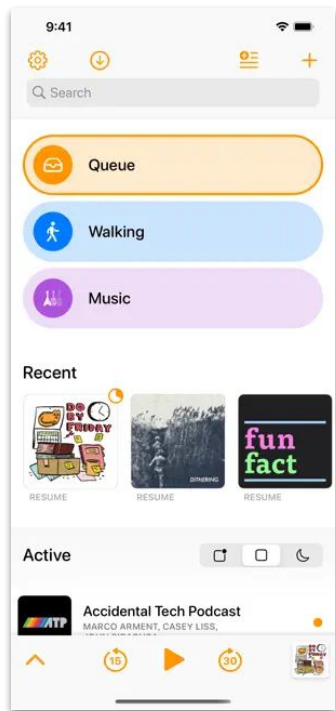 9:41
Search
Queue
Walking
Music
Recent
DO
BY
FRIDAY
DITHERING
fun
fact
RESUME
RESUME
RESUME
Active
ATP
Accidental Tech Podcast
MARCO ARMENT, CASEY LISS,
15
30